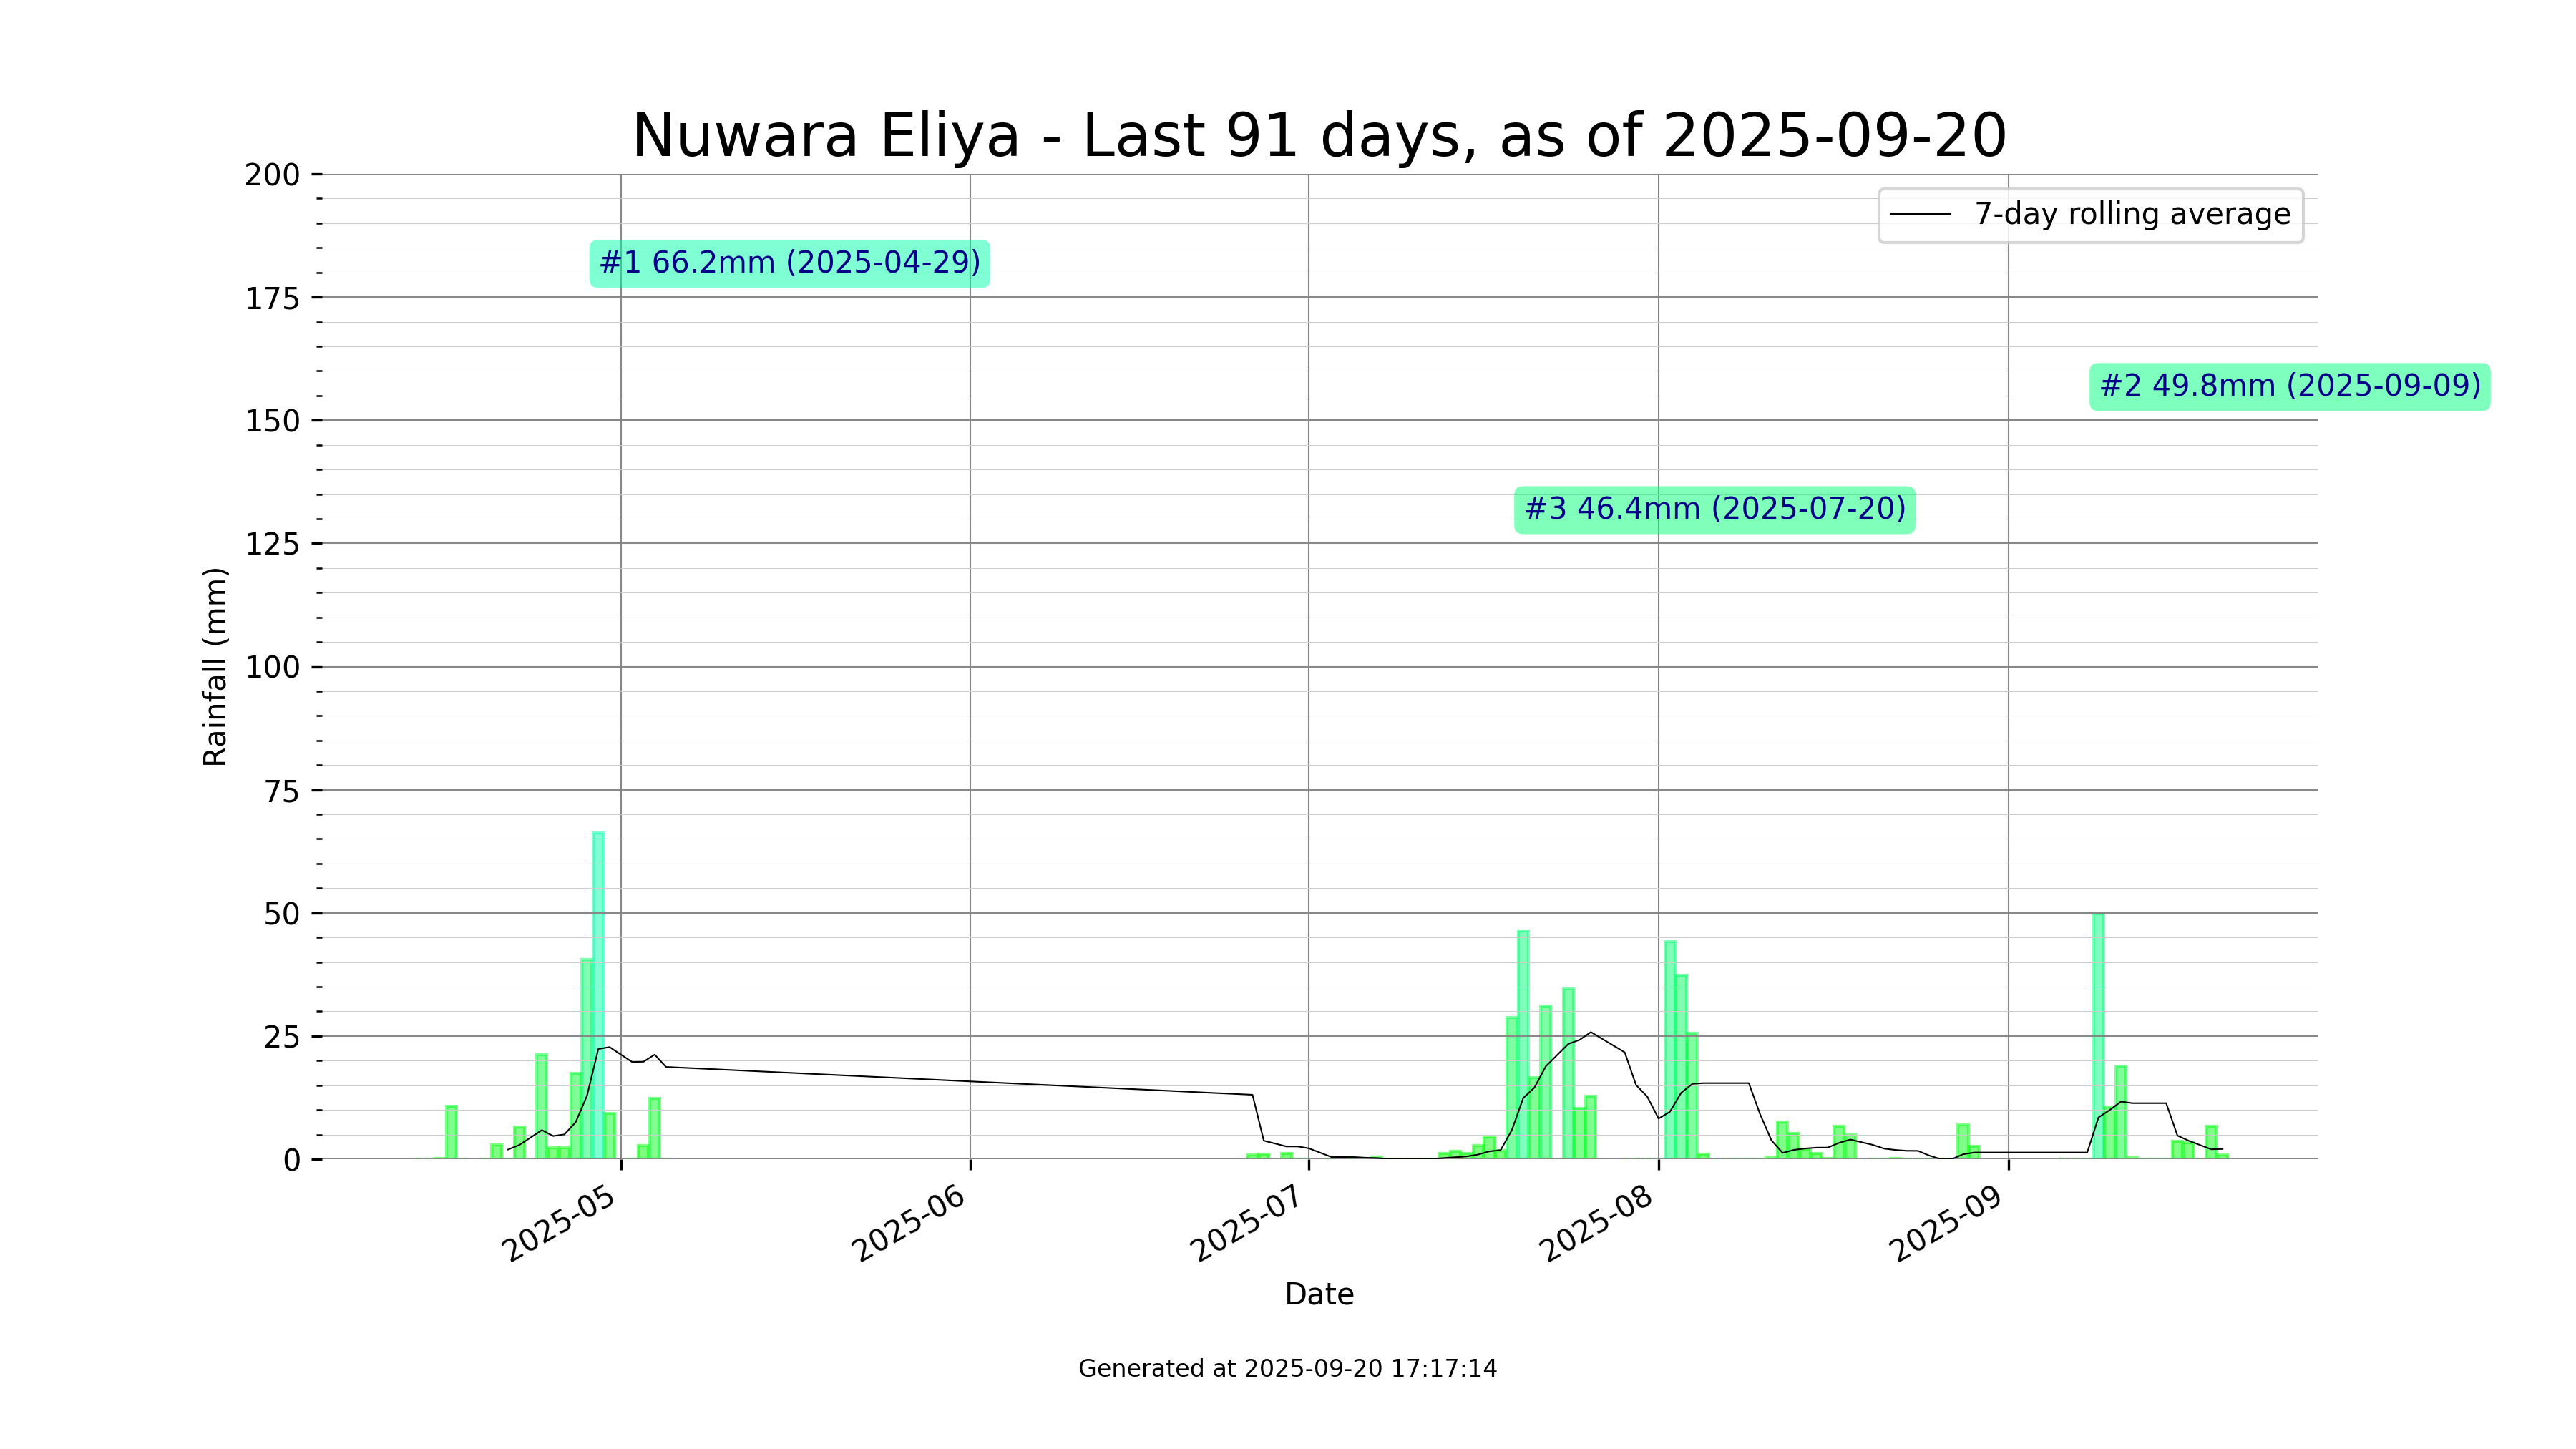 Nuwara Eliya - Last 91 days, as of 2025-09-20
200
7-day rolling average
#1 66.2mm (2025-04-29)
175
#2 49.8mm (2025-09-09)
150
#3 46.4mm (2025-07-20)
125
Rainfall (mm)
100
75
50
25
0
2025-05
2025-06
2025-07
2025-08
2025-09
Date
Generated at 2025-09-20 17:17:14